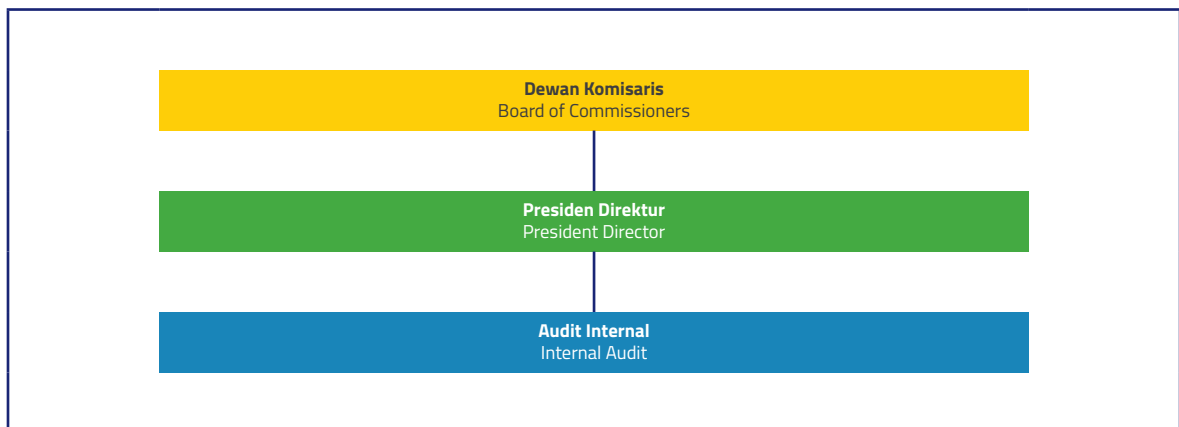 Dewan Komisaris
Board of Commissioners
Presiden Direktur
President Director
Audit Internal
Internal Audit